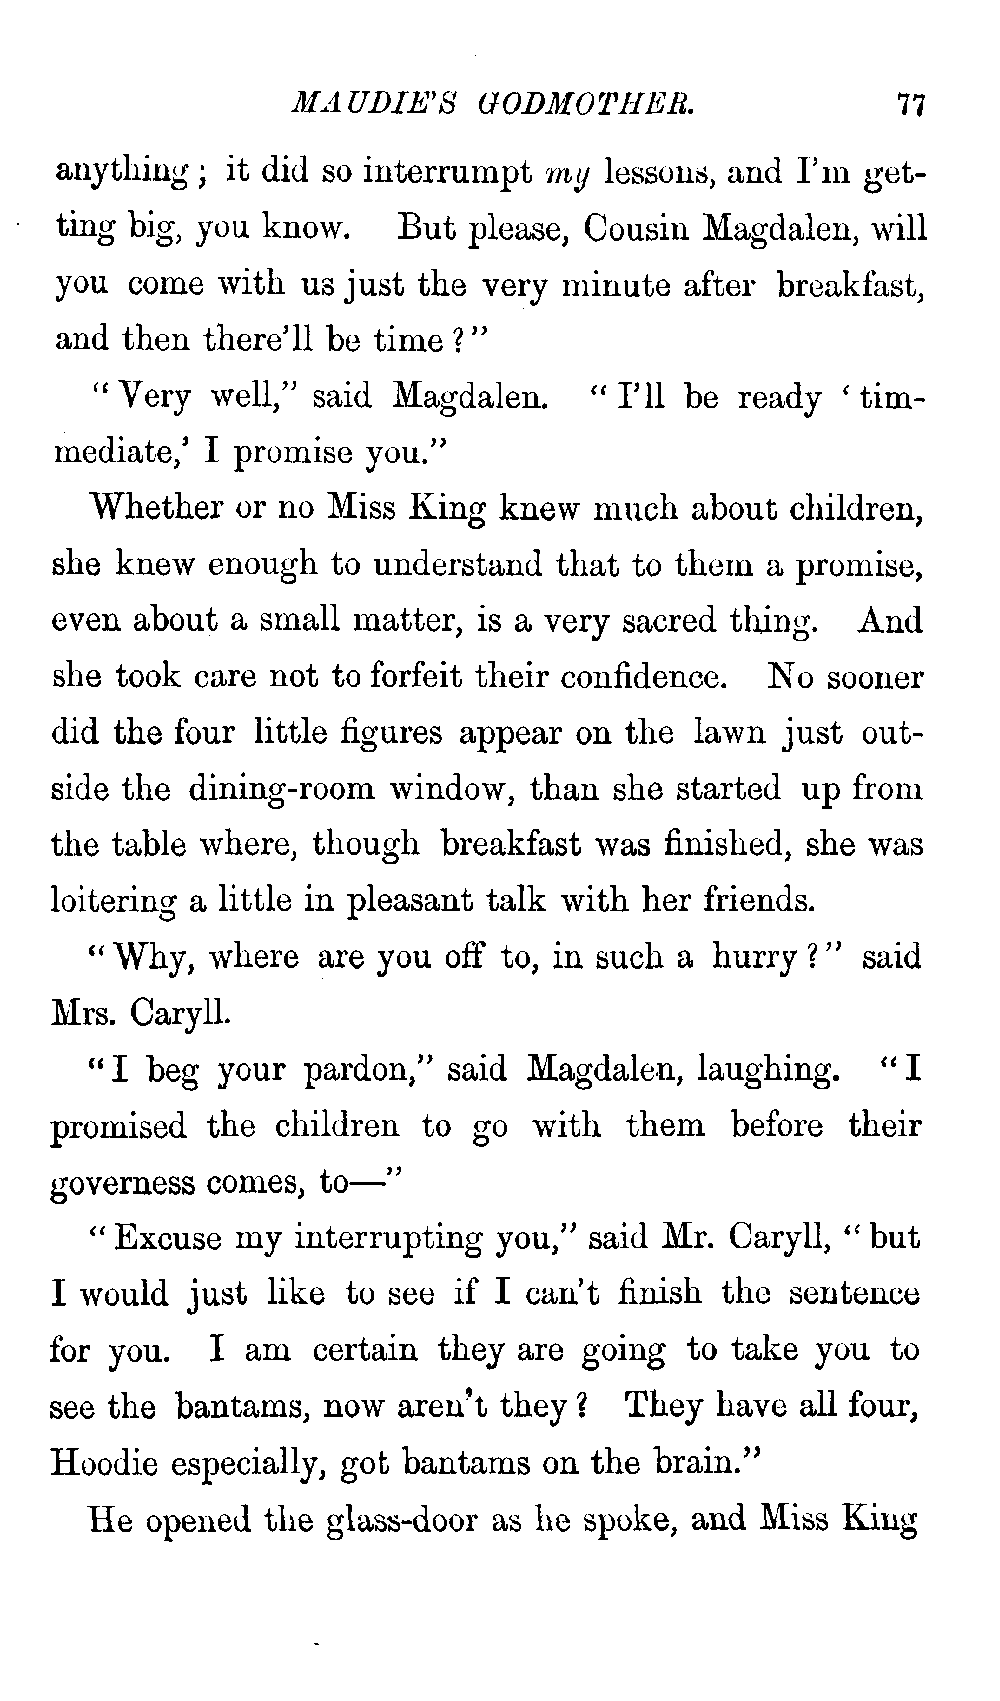 MAUDIE'S GODMOTHER. 77
anything; it did so interrumpt my lessons, and I'm get-
ting big, you know. But please, Cousin Magdalen, will
you come with us just the very minute after breakfast,
and then there'll be time?"
"Very well," said Magdalen. "I'll be ready 'tim-
mediate,' I promise you."
Whether or no Miss King knew much about children,
she knew enough to understand that to them a promise,
even about a small matter, is a very sacred thing. And
she took care not to forfeit their confidence. No sooner
did the four little figures appear on the lawn just out-
side the dining-room window, than she started up from
the table where, though breakfast was finished, she was
loitering a little in pleasant talk with her friends.
"Why, where are you off to, in such a hurry?" said
Mrs. Caryll.
"I beg your pardon," said Magdalen, laughing. "I
promised the children to go with them before their
governess comes, to—"
"Excuse my interrupting you," said Mr. Caryll, "but
I would just like to see if I can't finish the sentence
for you. I am certain they are going to take you to
see the bantams, now aren't they? They have all four,
Hoodie especially, got bantams on the brain."
He opened the glass-door as he spoke, and Miss King